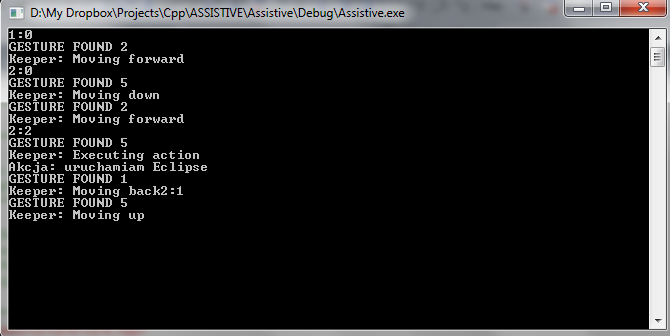 D:\My Dropbox\Projects\Cpp\ASSISTIVE\Assistive\Debug\Assistive.exe
1:0
GESTURE FOUND 2
Keeper: Moving forward
2:0
GESTURE FOUND 5
Keeper: Moving down
GESTURE FOUND 2
Keeper: Moving forward
2:2
GESTURE FOUND 5
Keeper: Executing action
Akcja: uruchamiam Eclipse
GESTURE FOUND 1
Keeper: Moving back2:1
GESTURE FOUND 5
Keeper: Moving up